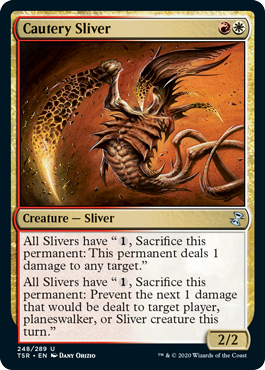 Cautery Sliver
Creature — Sliver
All Slivers have “1, Sacrifice this
permanent: This permanent deals 1
damage to any target.”
All Slivers have “1, Sacrifice this
permanent: Prevent the next 1 damage
that would be dealt to target player,
planeswalker, or Sliver creature this
turn.”
2/2
248/289 U
TSR • EN Dany Orizio
™ & © 2020 Wizards of the Coast